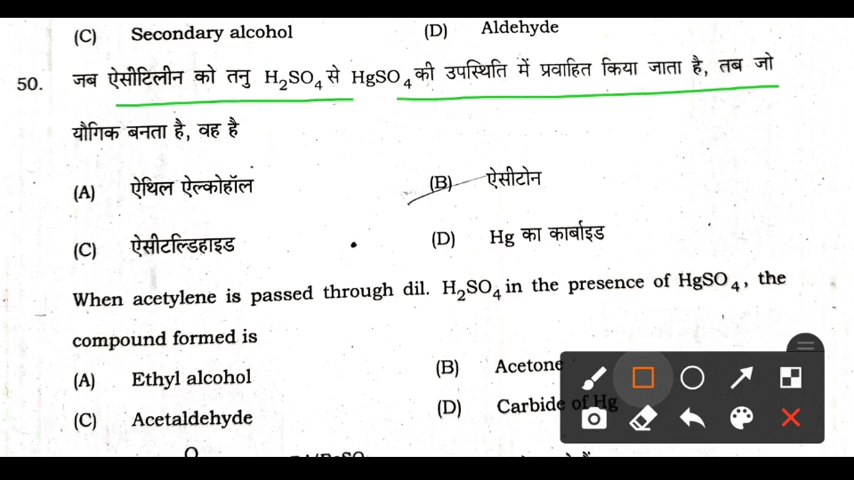 (C) Secondary alcohol (D) Aldehyde
50. जब ऐसीटिलीन को तनु H₂SO₄ से HgSO₄ की उपस्थिति में प्रवाहित किया जाता है, तब जो
यौगिक बनता है, वह है
(A) ऐथिल ऐल्कोहॉल (B) ऐसीटोन
(C) ऐसीटल्डिहाइड (D) Hg का कार्बाइड
When acetylene is passed through dil. H₂SO₄ in the presence of HgSO₄, the
compound formed is
(A) Ethyl alcohol (B) Acetone
(C) Acetaldehyde (D) Carbide of Hg
O